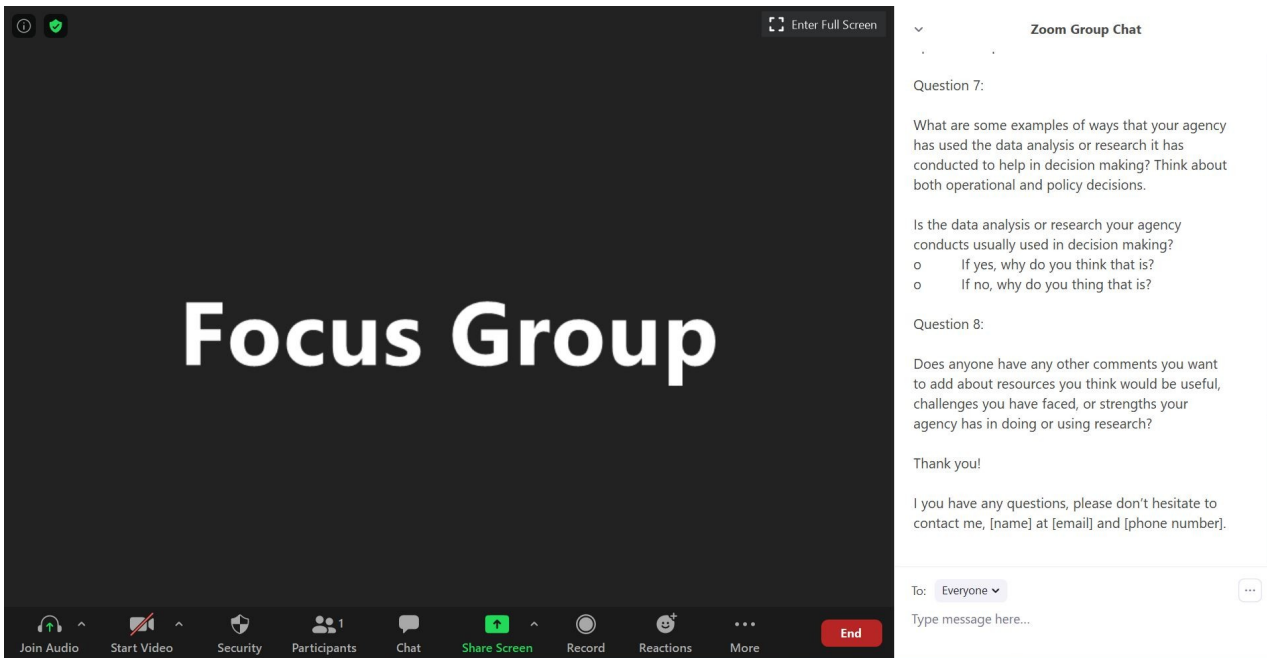 Enter Full Screen
Focus Group
Join Audio
Start Video
Security
1
Participants
Chat
Share Screen
Record
Reactions
More
End
Zoom Group Chat
Question 7:
What are some examples of ways that your agency
has used the data analysis or research it has
conducted to help in decision making? Think about
both operational and policy decisions.
Is the data analysis or research your agency
conducts usually used in decision making?
o If yes, why do you think that is?
o If no, why do you thing that is?
Question 8:
Does anyone have any other comments you want
to add about resources you think would be useful,
challenges you have faced, or strengths your
agency has in doing or using research?
Thank you!
I you have any questions, please don’t hesitate to
contact me, [name] at [email] and [phone number].
To: Everyone
Type message here...